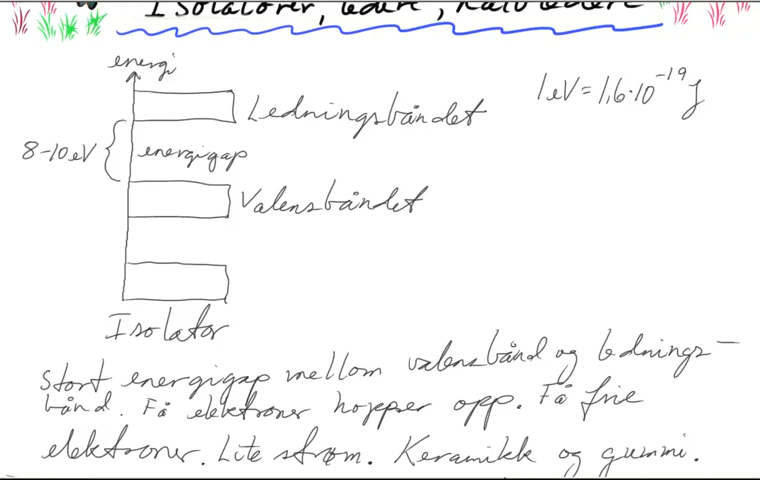 Isolatorer, ledere, halvledere
energi
Ledningsbåndet
1eV = 1,6·10^-19 J
8-10eV
energigap
Valensbåndet
Isolator
stort energigap mellom valensbånd og lednings-
bånd. Få elektroner hopper opp. Få frie
elektroner. Lite strøm. Keramikk og gummi.